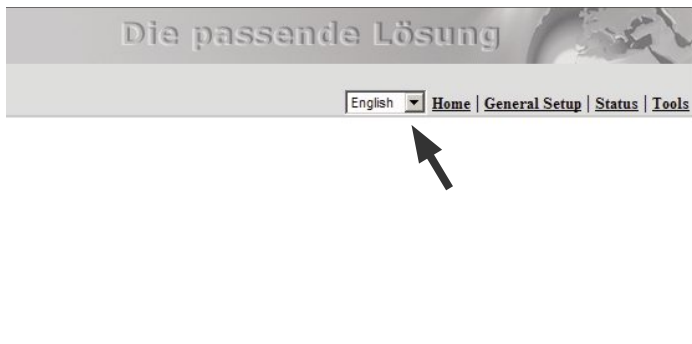 Die passende Lösung
English Home | General Setup | Status | Tools